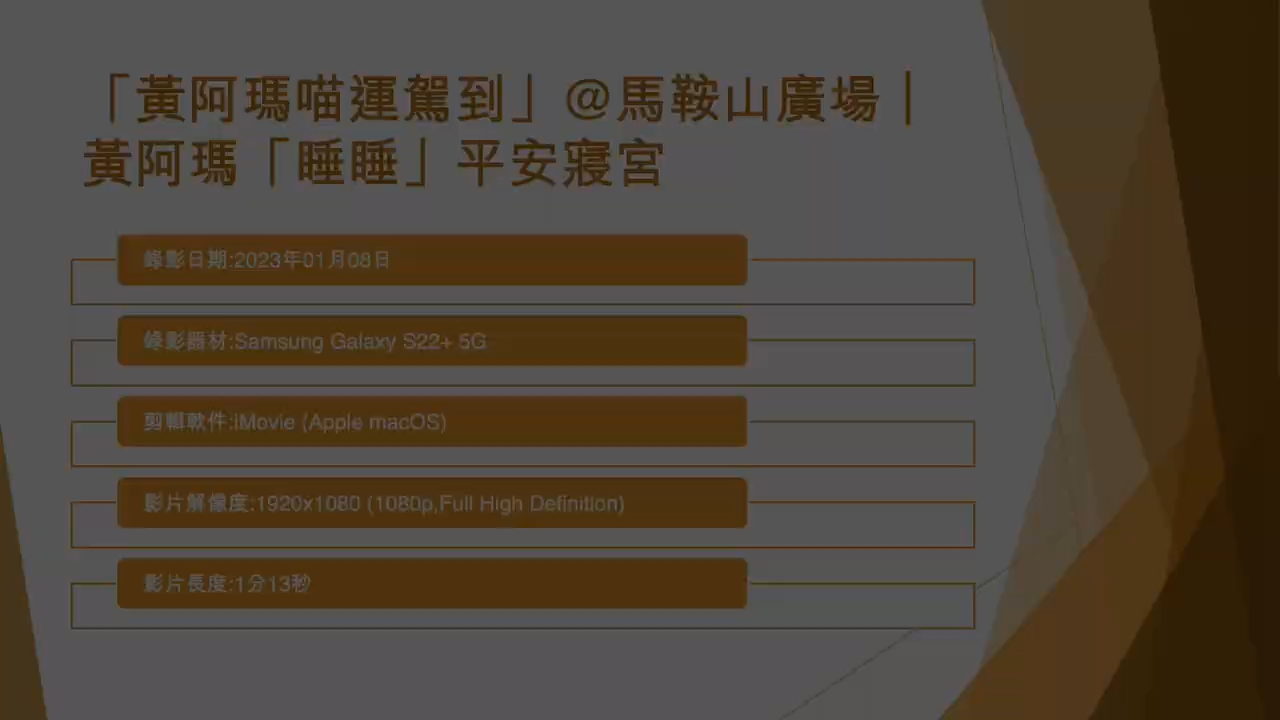 「黃阿瑪喵運駕到」@馬鞍山廣場｜
黃阿瑪「睡睡」平安寢宮
錄影日期:2023年01月08日
錄影器材:Samsung Galaxy S22+ 5G
剪輯軟件:iMovie (Apple macOS)
影片解像度:1920x1080 (1080p,Full High Definition)
影片長度:1分13秒